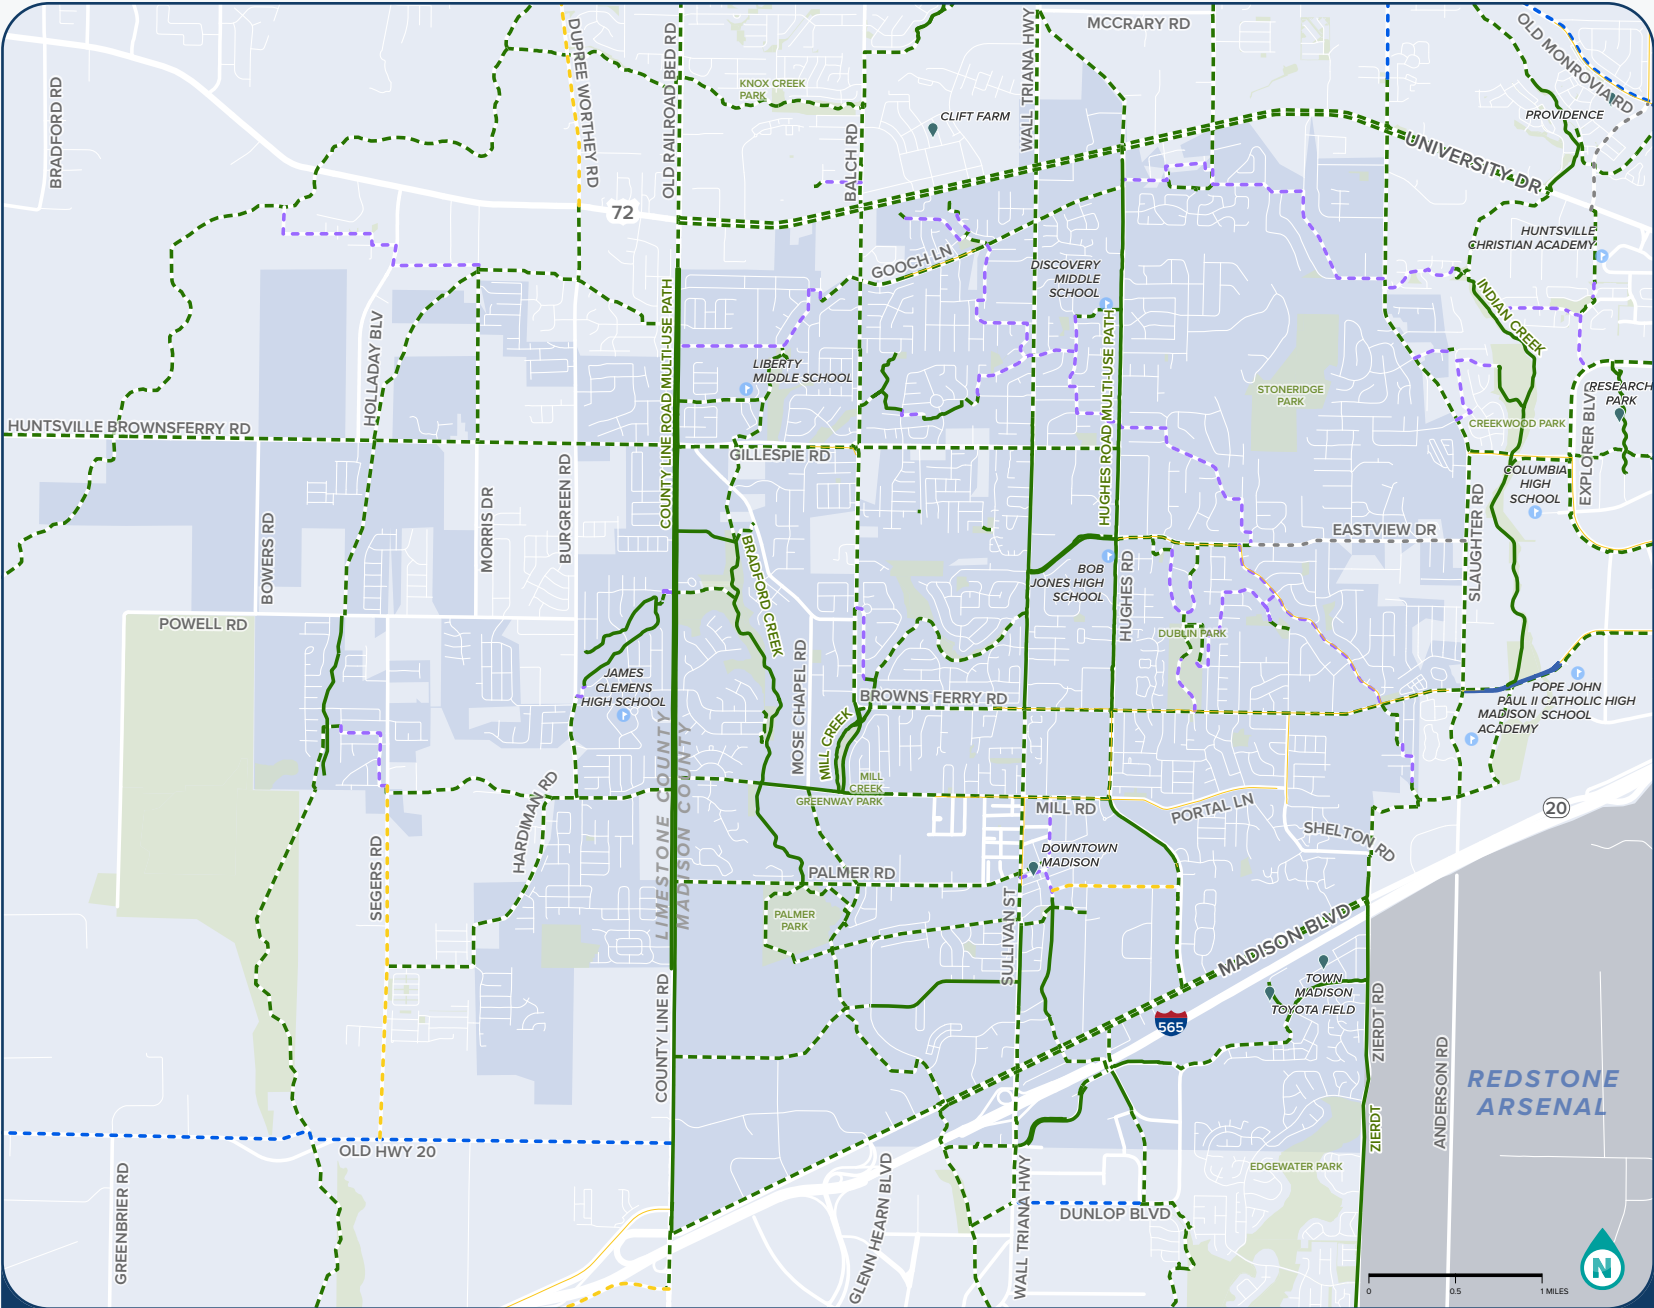 MCCRARY RD
OLD MONROVIA RD
DUPREE WORTHEY RD
OLD RAILROAD BED RD
WALL TRIANA HWY
BRADFORD RD
KNOX CREEK
PARK
CLIFT FARM
PROVIDENCE
BALCH RD
UNIVERSITY DR
72
HUNTSVILLE
CHRISTIAN ACADEMY
GOOCH LN
DISCOVERY
MIDDLE
SCHOOL
INDIAN CREEK
COUNTY LINE ROAD MULTI-USE PATH
HUGHES ROAD MULTI-USE PATH
HOLLADAY BLV
LIBERTY
MIDDLE SCHOOL
STONERIDGE
PARK
RESEARCH
PARK
EXPLORER BLVD
CREEKWOOD PARK
HUNTSVILLE BROWNSFERRY RD
GILLESPIE RD
COLUMBIA
HIGH
SCHOOL
BOWERS RD
MORRIS DR
BURGREEN RD
EASTVIEW DR
SLAUGHTER RD
BRADFORD CREEK
BOB
JONES HIGH
SCHOOL
HUGHES RD
POWELL RD
DUBLIN PARK
MOSE CHAPEL RD
JAMES
CLEMENS
HIGH SCHOOL
BROWNS FERRY RD
POPE JOHN
PAUL II CATHOLIC HIGH
SCHOOL
MADISON
ACADEMY
MILL CREEK
LIMESTONE COUNTY
MADISON COUNTY
MILL
CREEK
GREENWAY PARK
HARDIMAN RD
MILL RD
PORTAL LN
20
SHELTON RD
SEGERS RD
DOWNTOWN
MADISON
PALMER RD
PALMER
PARK
SULLIVAN ST
MADISON BLVD
TOWN
MADISON
TOYOTA FIELD
COUNTY LINE RD
565
ZIERDT RD
ANDERSON RD
REDSTONE
ARSENAL
ZIERDT
OLD HWY 20
GREENBRIER RD
GLENN HEARN BLVD
WALL TRIANA HWY
EDGEWATER PARK
DUNLOP BLVD
N
0 0.5 1 MILES